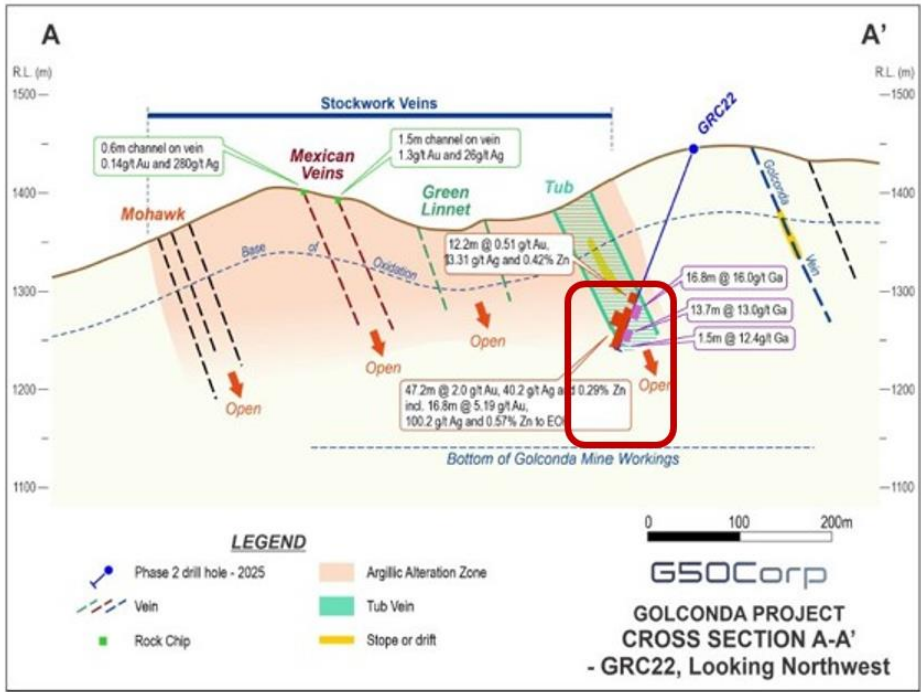 A
A'
R.L. (m)
R.L. (m)
1500
1500
Stockwork Veins
GRC22
0.6m channel on vein
0.14g/t Au and 280g/t Ag
1.5m channel on vein
1.3g/t Au and 26g/t Ag
Mexican
Veins
1400
1400
Mohawk
Green
Linnet
Tub
Golconda
Vein
Base of Oxidation
12.2m @ 0.51 g/t Au,
13.31 g/t Ag and 0.42% Zn
1300
1300
16.8m @ 16.0g/t Ga
13.7m @ 13.0g/t Ga
1.5m @ 12.4g/t Ga
Open
Open
Open
Open
1200
1200
47.2m @ 2.0 g/t Au, 40.2 g/t Ag and 0.29% Zn
incl. 16.8m @ 5.19 g/t Au,
100.2 g/t Ag and 0.57% Zn to
Bottom of Golconda Mine Workings
1100
1100
0 100 200m
LEGEND
Phase 2 drill hole - 2025
Vein
Rock Chip
Argillic Alteration Zone
Tub Vein
Stope or drift
G50Corp
GOLCONDA PROJECT
CROSS SECTION A-A'
- GRC22, Looking Northwest